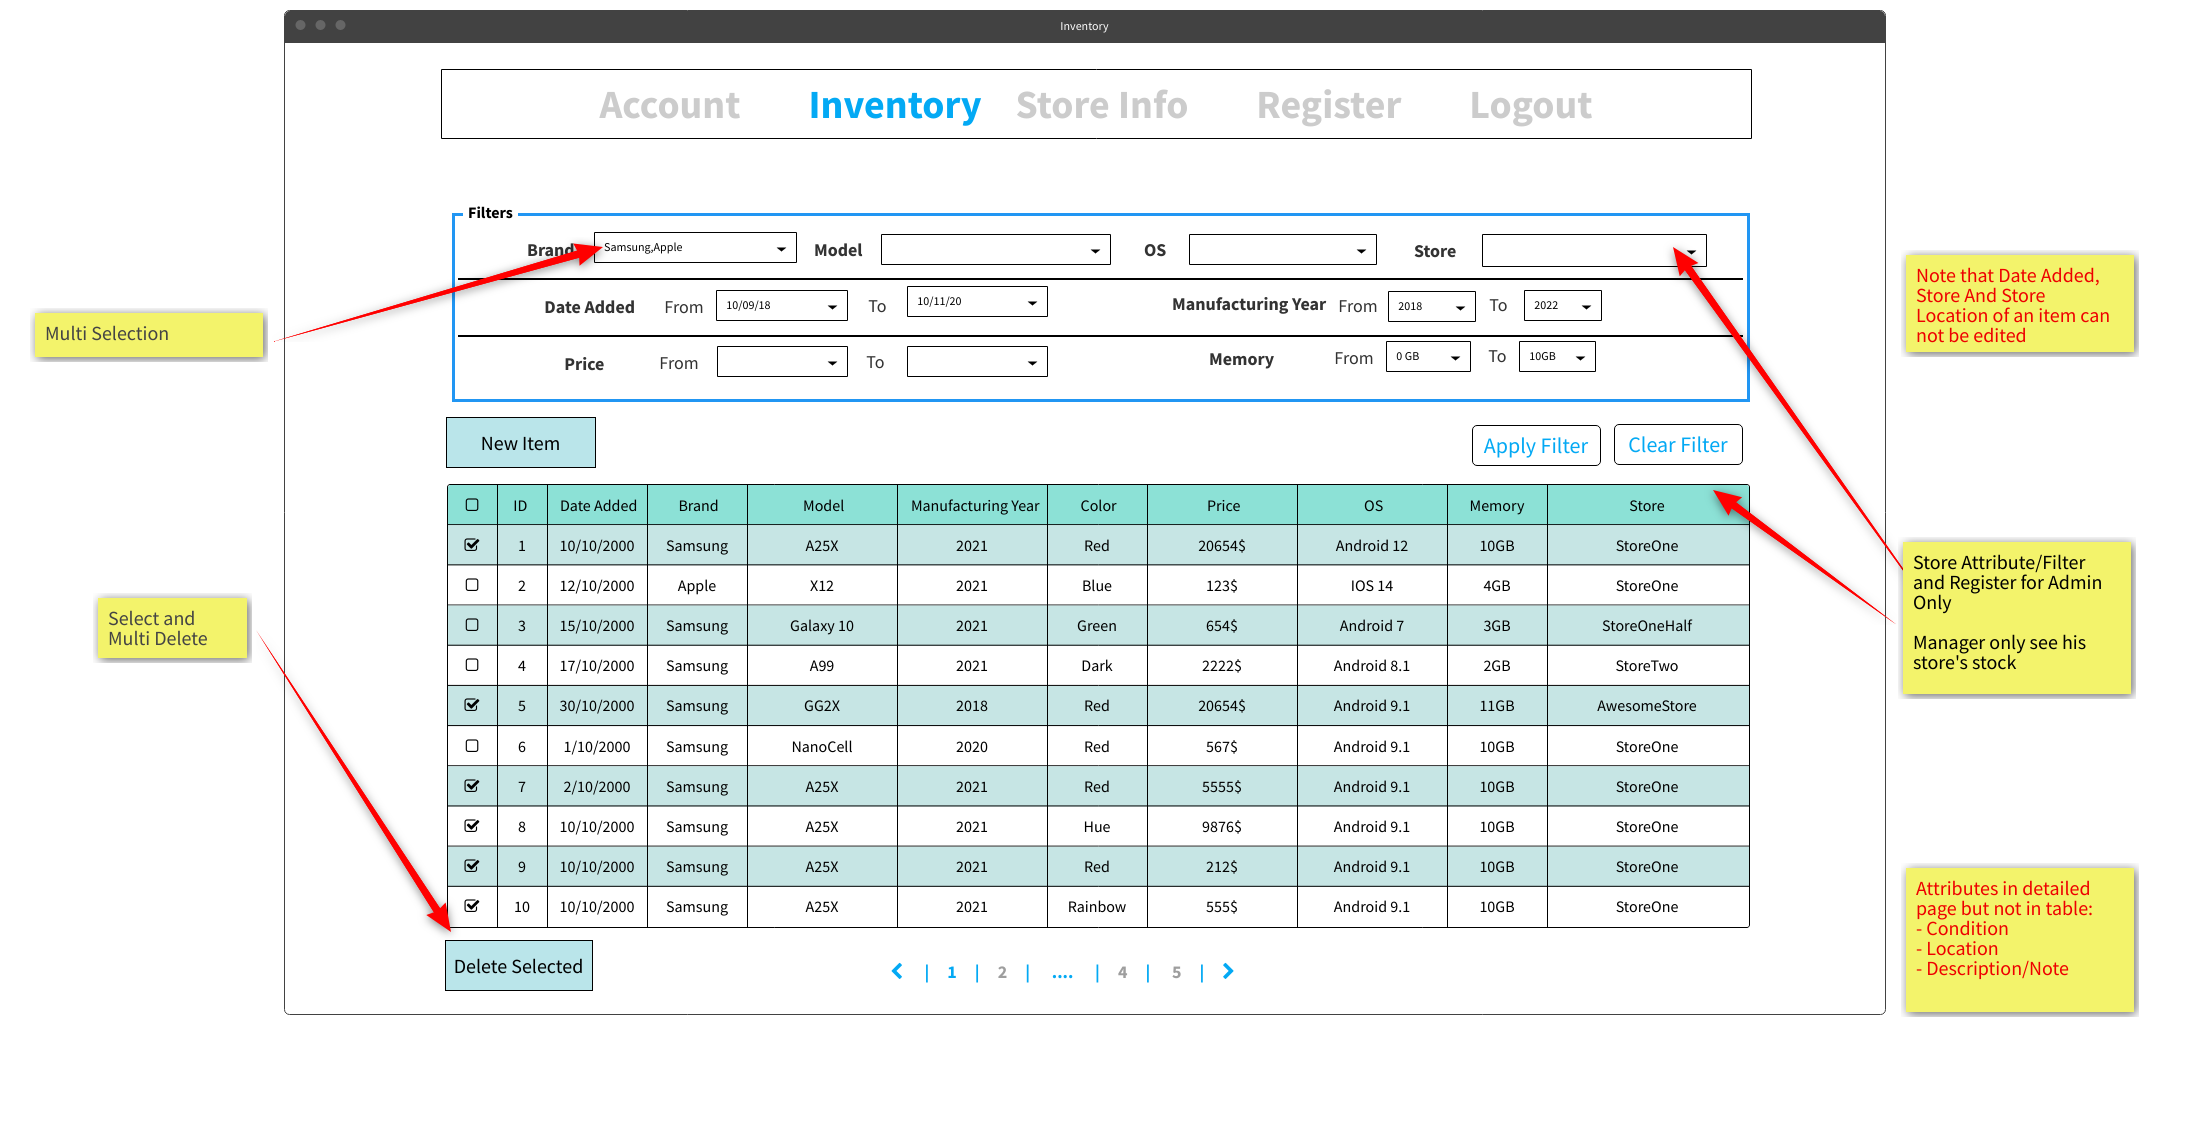 Inventory
Account Inventory Store Info Register Logout
Filters
Brand Samsung,Apple Model OS Store
Date Added From 10/09/18 To 10/11/20 Manufacturing Year From 2018 To 2022
Price From To Memory From 0 GB To 10GB
New Item Apply Filter Clear Filter
ID Date Added Brand Model Manufacturing Year Color Price OS Memory Store
1 10/10/2000 Samsung A25X 2021 Red 20654$ Android 12 10GB StoreOne
2 12/10/2000 Apple X12 2021 Blue 123$ IOS 14 4GB StoreOne
3 15/10/2000 Samsung Galaxy 10 2021 Green 654$ Android 7 3GB StoreOneHalf
4 17/10/2000 Samsung A99 2021 Dark 2222$ Android 8.1 2GB StoreTwo
5 30/10/2000 Samsung GG2X 2018 Red 20654$ Android 9.1 11GB AwesomeStore
6 1/10/2000 Samsung NanoCell 2020 Red 567$ Android 9.1 10GB StoreOne
7 2/10/2000 Samsung A25X 2021 Red 5555$ Android 9.1 10GB StoreOne
8 10/10/2000 Samsung A25X 2021 Hue 9876$ Android 9.1 10GB StoreOne
9 10/10/2000 Samsung A25X 2021 Red 212$ Android 9.1 10GB StoreOne
10 10/10/2000 Samsung A25X 2021 Rainbow 555$ Android 9.1 10GB StoreOne
Delete Selected | 1 | 2 | .... | 4 | 5 |
Multi Selection
Select and
Multi Delete
Note that Date Added,
Store And Store
Location of an item can
not be edited
Store Attribute/Filter
and Register for Admin
Only
Manager only see his
store's stock
Attributes in detailed
page but not in table:
- Condition
- Location
- Description/Note